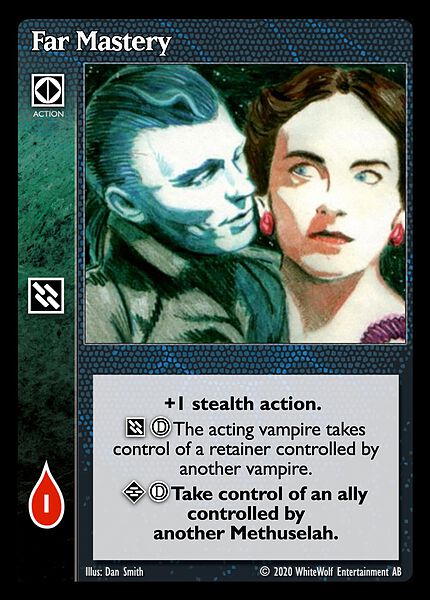 Far Mastery
ACTION
+1 stealth action.
Ⓓ The acting vampire takes
control of a retainer controlled by
another vampire.
Ⓓ Take control of an ally
controlled by
another Methuselah.
1
Illus: Dan Smith © 2020 WhiteWolf Entertainment AB